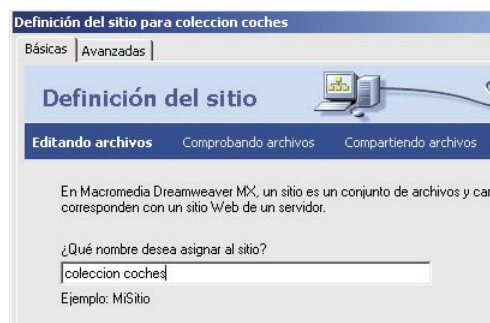 Definición del sitio para coleccion coches
Básicas Avanzadas
Definición del sitio
Editando archivos Comprobando archivos Compartiendo archivos
En Macromedia Dreamweaver MX, un sitio es un conjunto de archivos y
corresponden con un sitio Web de un servidor.
¿Qué nombre desea asignar al sitio?
coleccion coches
Ejemplo: MiSitio